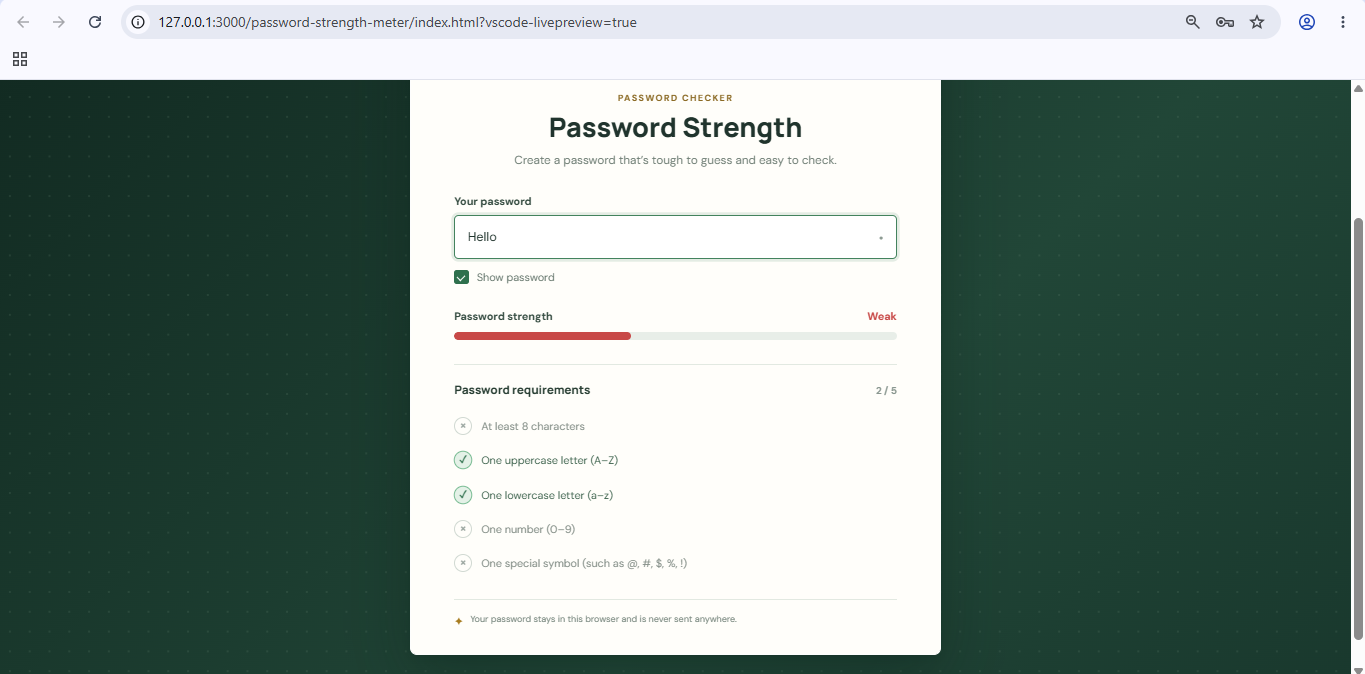 127.0.0.1:3000/password-strength-meter/index.html?vscode-livepreview=true
PASSWORD CHECKER
Password Strength
Create a password that's tough to guess and easy to check.
Your password
Hello
Show password
Password strength Weak
Password requirements 2 / 5
At least 8 characters
One uppercase letter (A–Z)
One lowercase letter (a–z)
One number (0–9)
One special symbol (such as @, #, $, %, !)
Your password stays in this browser and is never sent anywhere.